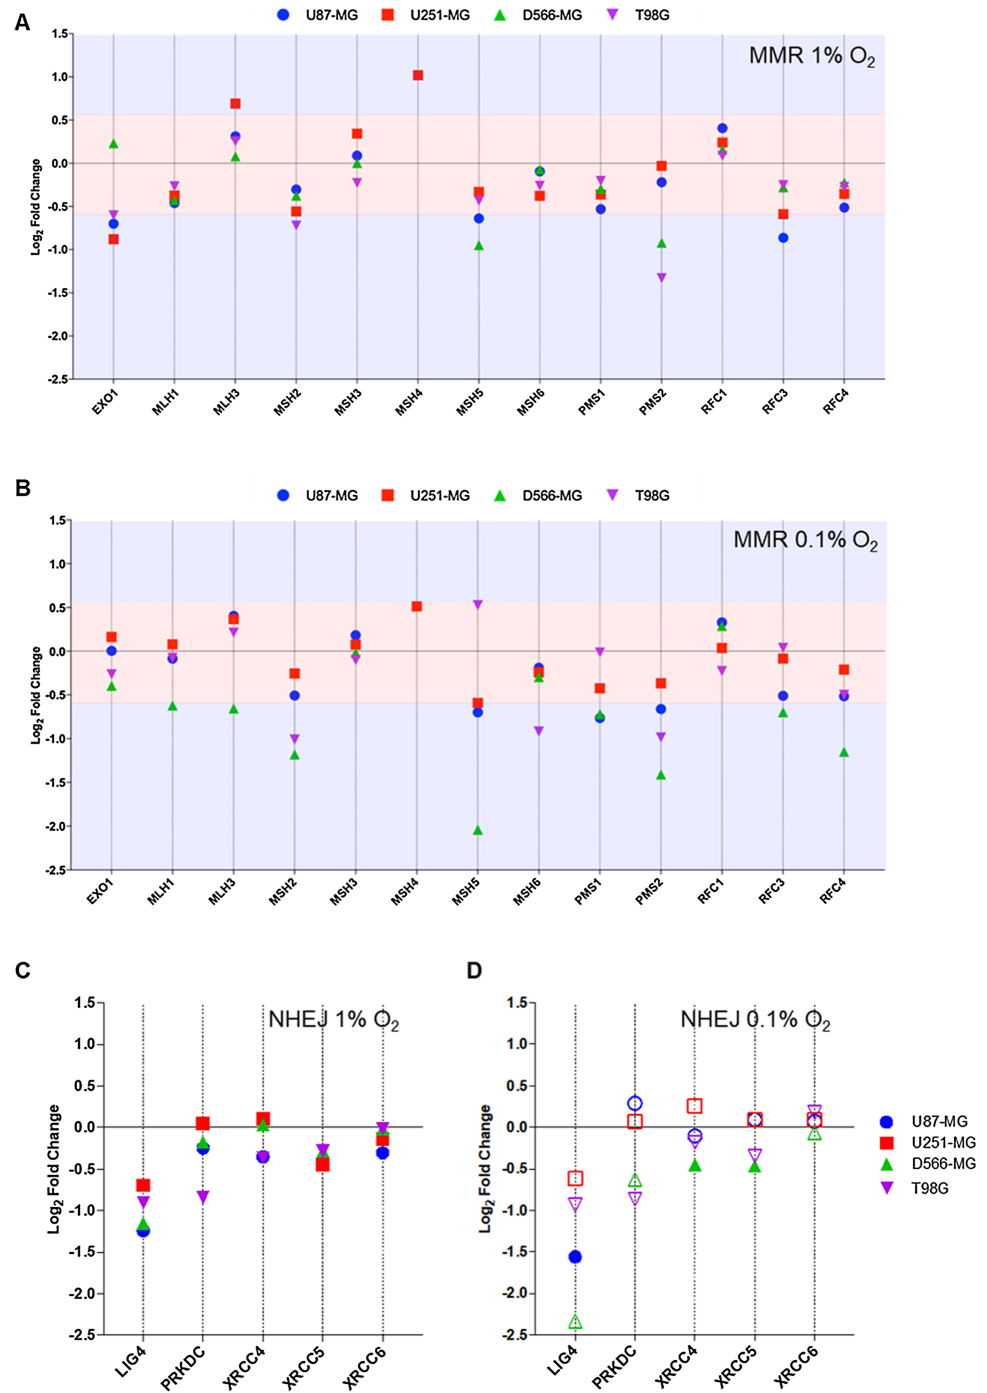 A
U87-MG U251-MG D566-MG T98G
MMR 1% O2
1.5
1.0
0.5
0.0
-0.5
-1.0
-1.5
-2.0
-2.5
Log2 Fold Change
EXO1 MLH1 MLH3 MSH2 MSH3 MSH4 MSH5 MSH6 PMS1 PMS2 RFC1 RFC3 RFC4
B
U87-MG U251-MG D566-MG T98G
MMR 0.1% O2
1.5
1.0
0.5
0.0
-0.5
-1.0
-1.5
-2.0
-2.5
Log2 Fold Change
EXO1 MLH1 MLH3 MSH2 MSH3 MSH4 MSH5 MSH6 PMS1 PMS2 RFC1 RFC3 RFC4
C
NHEJ 1% O2
1.5
1.0
0.5
0.0
-0.5
-1.0
-1.5
-2.0
-2.5
Log2 Fold Change
LIG4 PRKDC XRCC4 XRCC5 XRCC6
D
NHEJ 0.1% O2
1.5
1.0
0.5
0.0
-0.5
-1.0
-1.5
-2.0
-2.5
Log2 Fold Change
LIG4 PRKDC XRCC4 XRCC5 XRCC6
U87-MG
U251-MG
D566-MG
T98G